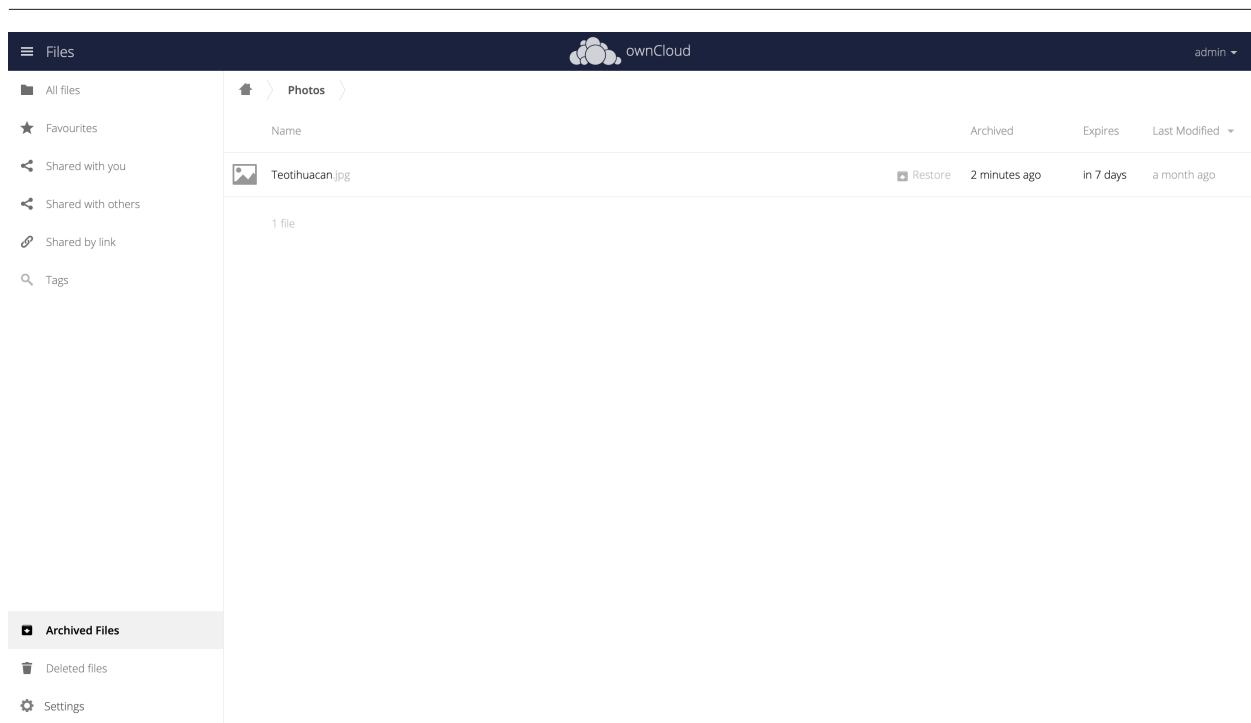 Files ownCloud admin
All files
Favourites
Shared with you
Shared with others
Shared by link
Tags
Photos
Name Archived Expires Last Modified
Teotihuacan.jpg Restore 2 minutes ago in 7 days a month ago
1 file
Archived Files
Deleted files
Settings